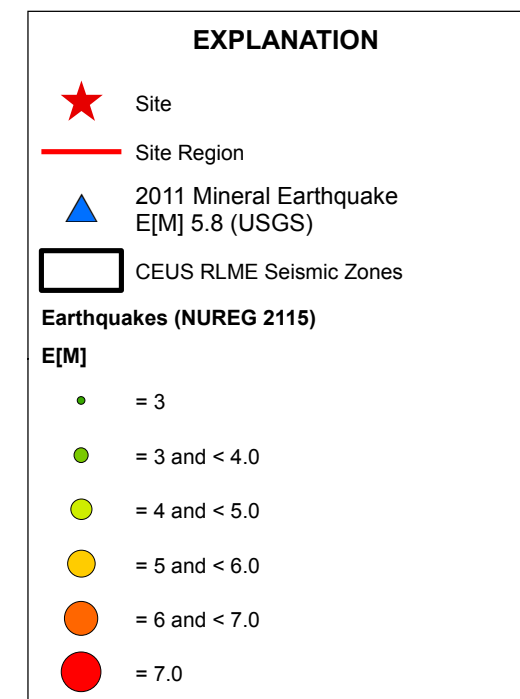 EXPLANATION
Site
Site Region
2011 Mineral Earthquake
E[M] 5.8 (USGS)
CEUS RLME Seismic Zones
Earthquakes (NUREG 2115)
E[M]
= 3
= 3 and < 4.0
= 4 and < 5.0
= 5 and < 6.0
= 6 and < 7.0
= 7.0